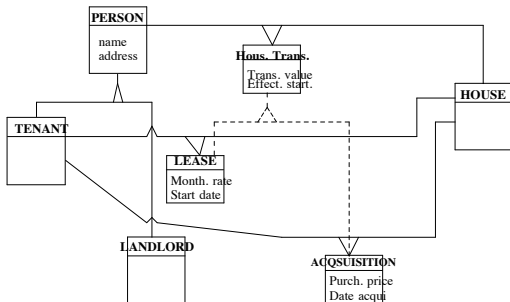 PERSON
name
address
Hous. Trans.
Trans. value
Effect. start.
HOUSE
TENANT
LEASE
Month. rate
Start date
LANDLORD
ACQSUISITION
Purch. price
Date acqui